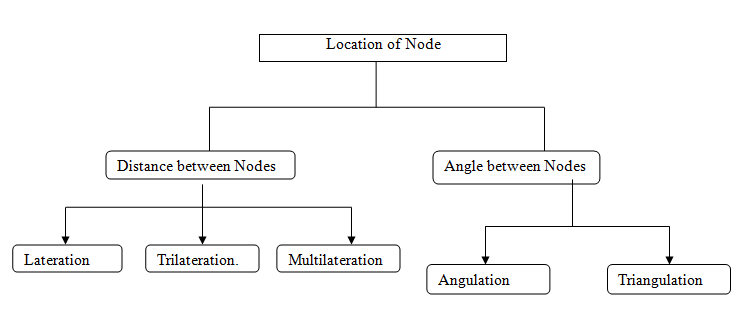 Location of Node
Distance between Nodes
Angle between Nodes
Lateration
Trilateration.
Multilateration
Angulation
Triangulation